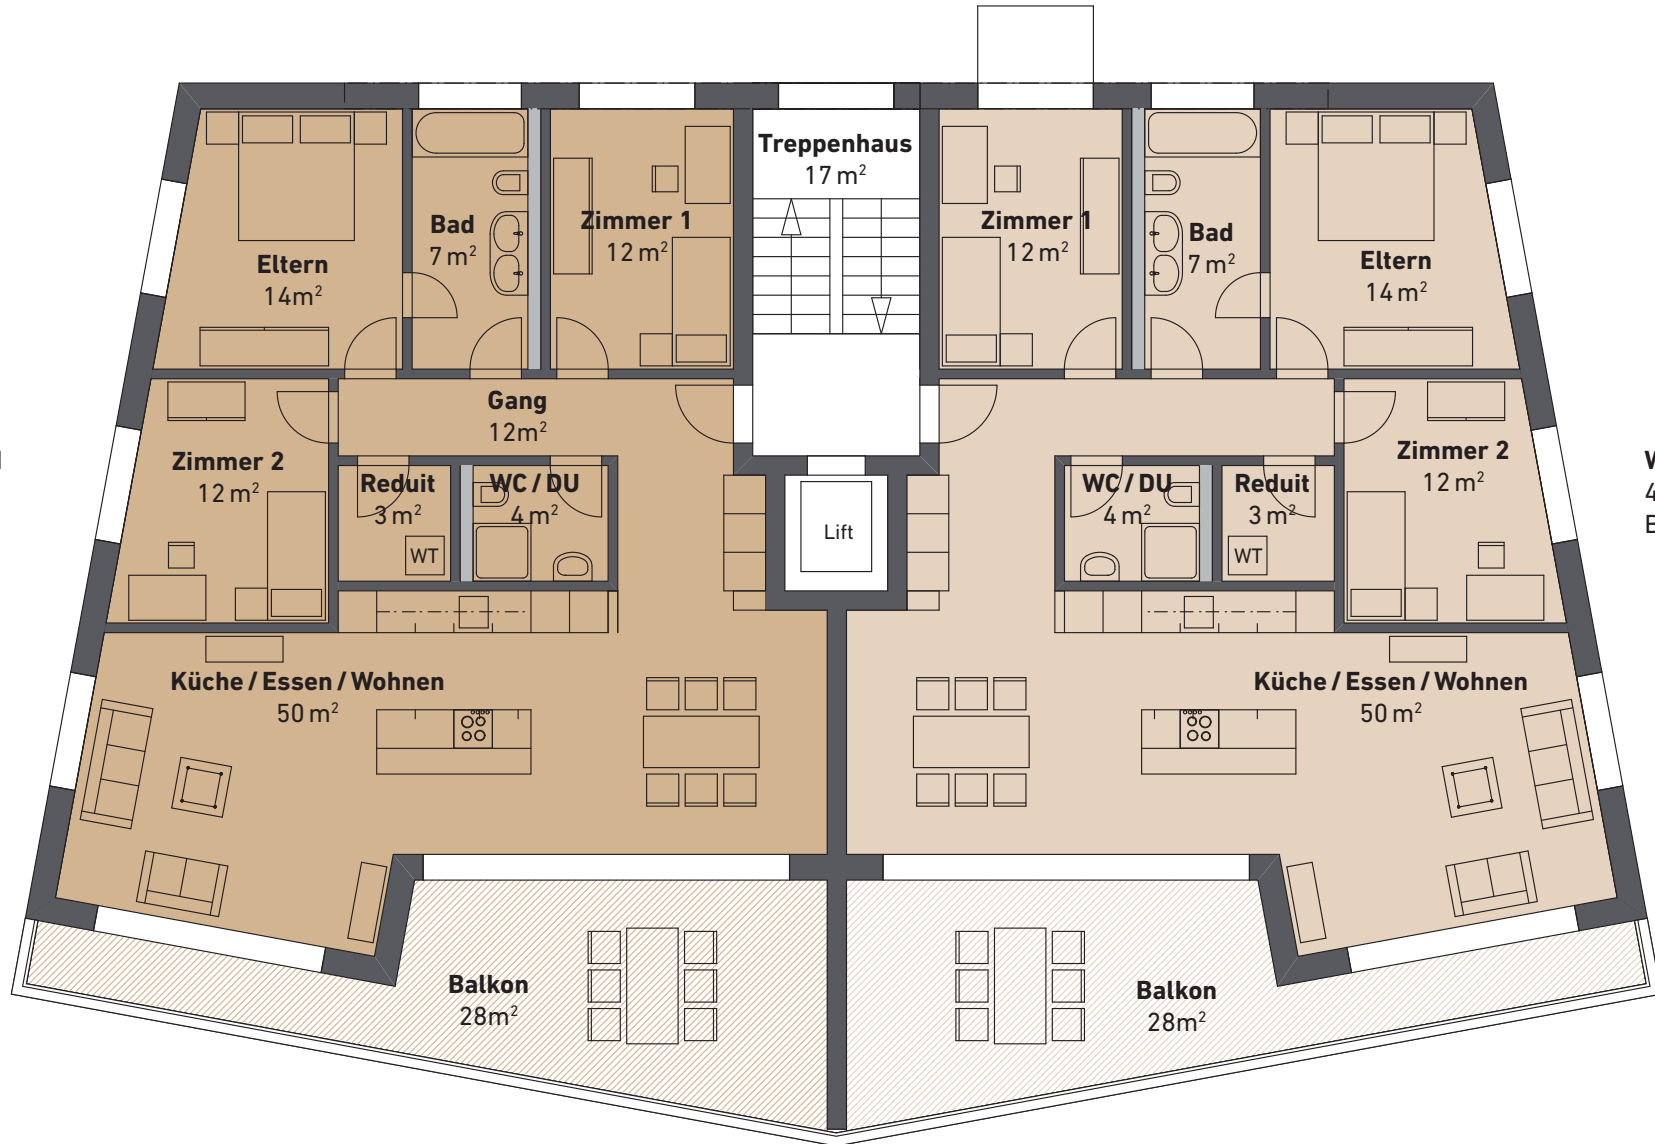 Treppenhaus
17 m²
Eltern
14m²
Bad
7 m²
Zimmer 1
12 m²
Zimmer 1
12 m²
Bad
7 m²
Eltern
14 m²
Gang
12m²
Zimmer 2
12 m²
Reduit
3 m²
WT
WC / DU
4 m²
Lift
WC / DU
4 m²
Reduit
3 m²
WT
Zimmer 2
12 m²
W
4
Küche / Essen / Wohnen
50 m²
Küche / Essen / Wohnen
50 m²
Balkon
28m²
Balkon
28m²